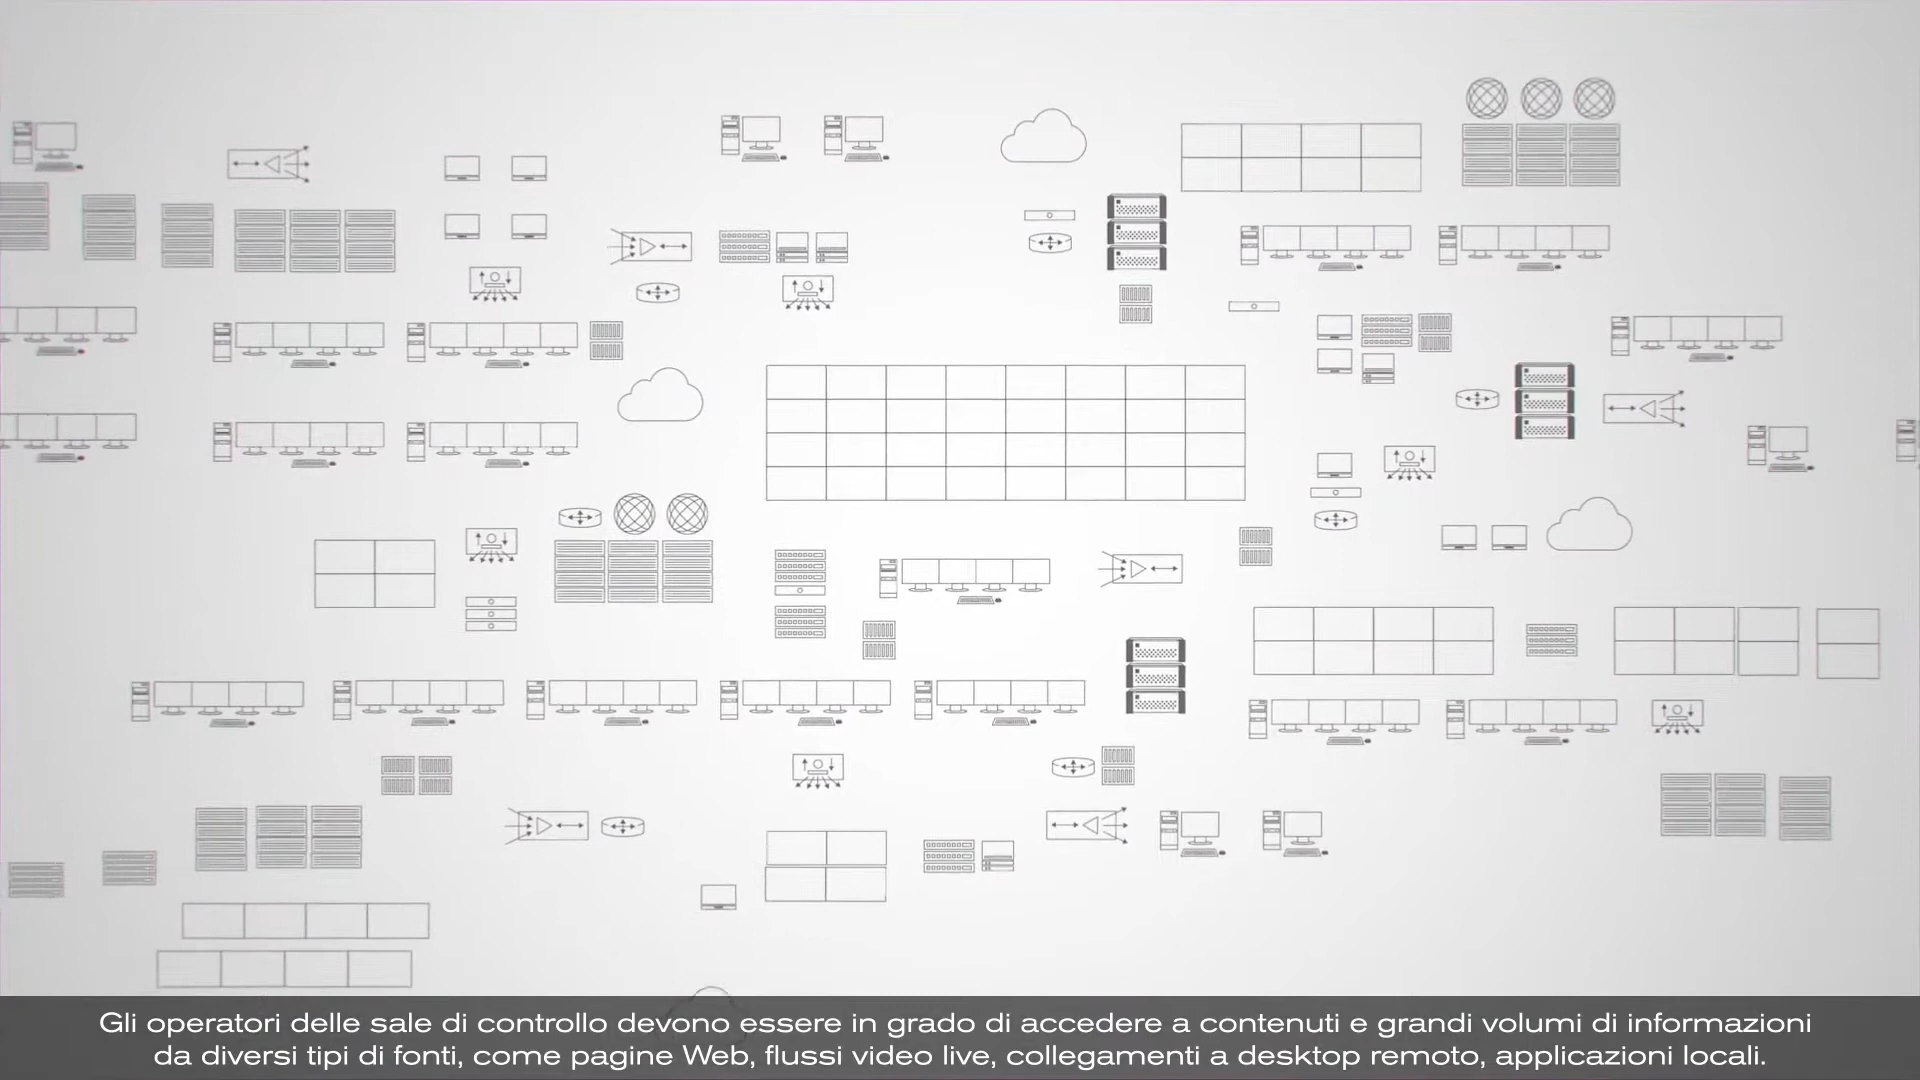 Gli operatori delle sale di controllo devono essere in grado di accedere a contenuti e grandi volumi di informazioni
da diversi tipi di fonti, come pagine Web, flussi video live, collegamenti a desktop remoto, applicazioni locali.